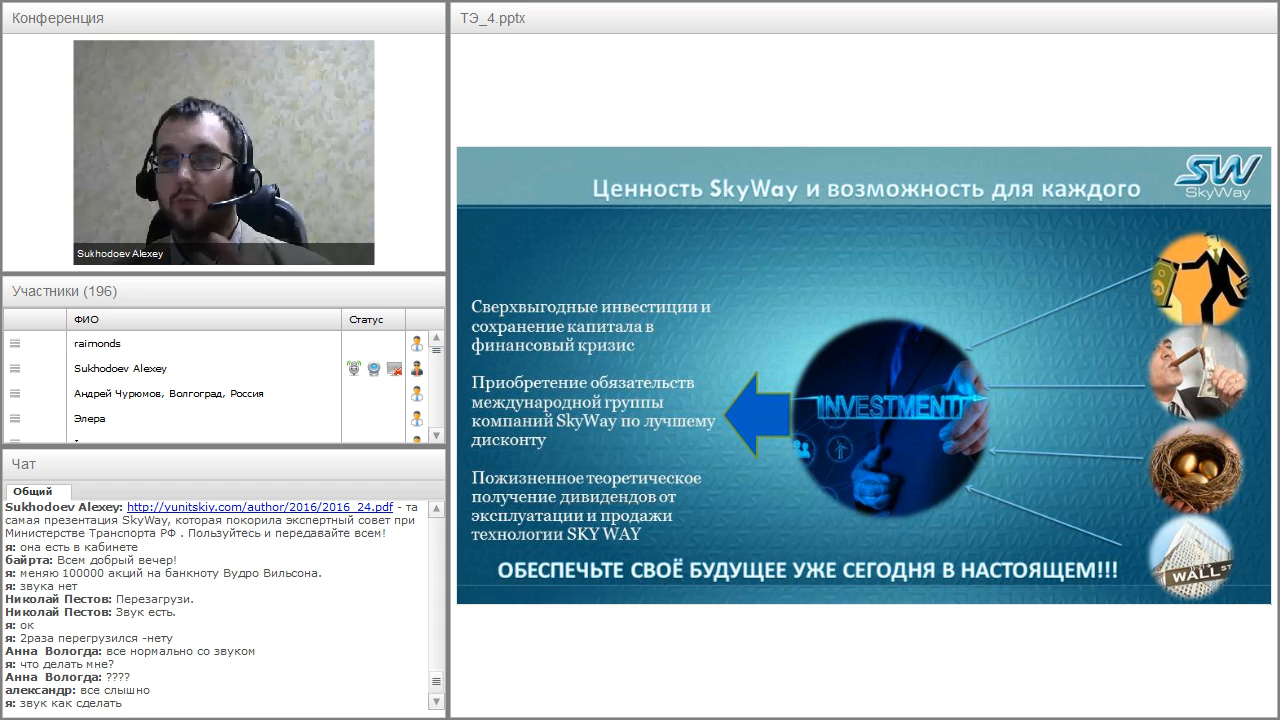 Конференция
Sukhodoev Alexey
Участники (196)
ФИО
Статус
raimonds
Sukhodoev Alexey
Андрей Чурюмов, Волгоград, Россия
Элера
Чат
Общий
Sukhodoev Alexey: http://yunitskiy.com/author/2016/2016_24.pdf - та
самая презентация SkyWay, которая покорила экспертный совет при
Министерстве Транспорта РФ . Пользуйтесь и передавайте всем!
я: она есть в кабинете
байрта: Всем добрый вечер!
я: меняю 100000 акций на банкноту Вудро Вильсона.
я: звука нет
Николай Пестов: Перезагрузи.
Николай Пестов: Звук есть.
я: ок
я: 2раза перегрузился -нету
Анна Вологда: все нормально со звуком
я: что делать мне?
Анна Вологда: ????
александр: все слышно
я: звук как сделать
ТЭ_4.pptx
Ценность SkyWay и возможность для каждого
SW
SkyWay
Сверхвыгодные инвестиции и
сохранение капитала в
финансовый кризис
Приобретение обязательств
международной группы
компаний SkyWay по лучшему
дисконту
Пожизненное теоретическое
получение дивидендов от
эксплуатации и продажи
технологии SKY WAY
INVESTMENT
WALL ST
ОБЕСПЕЧЬТЕ СВОЁ БУДУЩЕЕ УЖЕ СЕГОДНЯ В НАСТОЯЩЕМ!!!